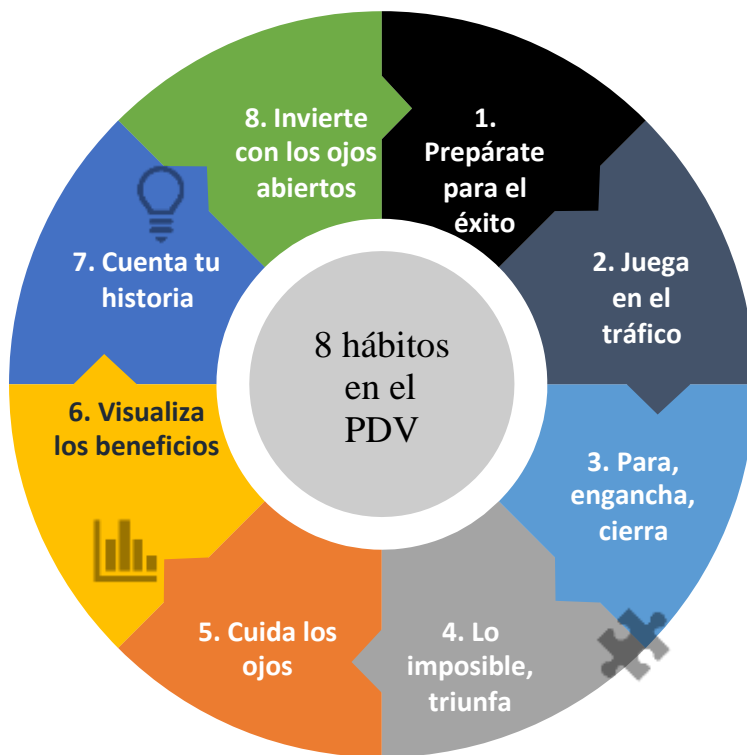 8 hábitos
en el
PDV
1.
Prepárate
para el
éxito
2. Juega
en el
tráfico
3. Para,
engancha,
cierra
4. Lo
imposible,
triunfa
5. Cuida los
ojos
6. Visualiza
los beneficios
7. Cuenta tu
historia
8. Invierte
con los ojos
abiertos